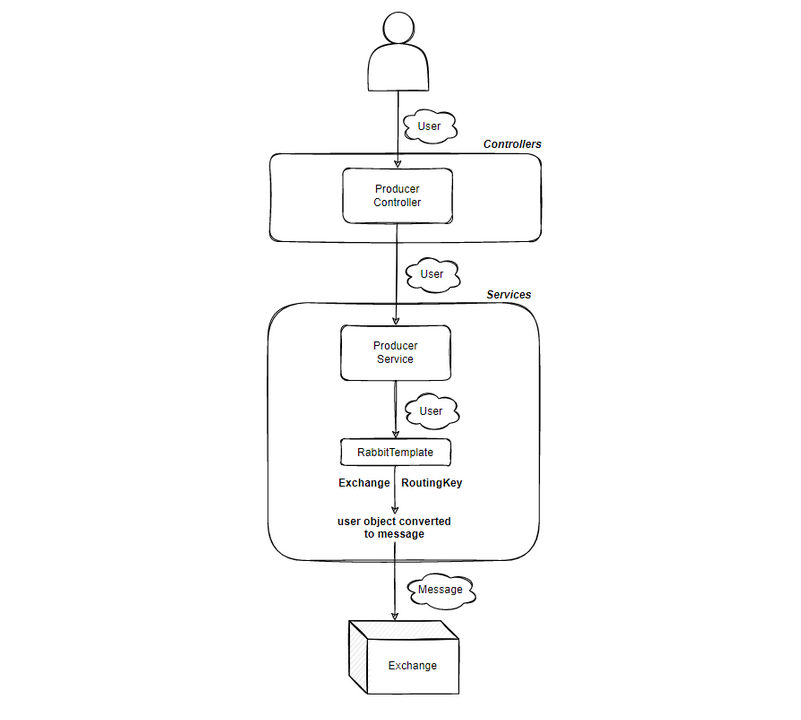 User
Controllers
Producer
Controller
User
Services
Producer
Service
User
RabbitTemplate
Exchange RoutingKey
user object converted
to message
Message
Exchange